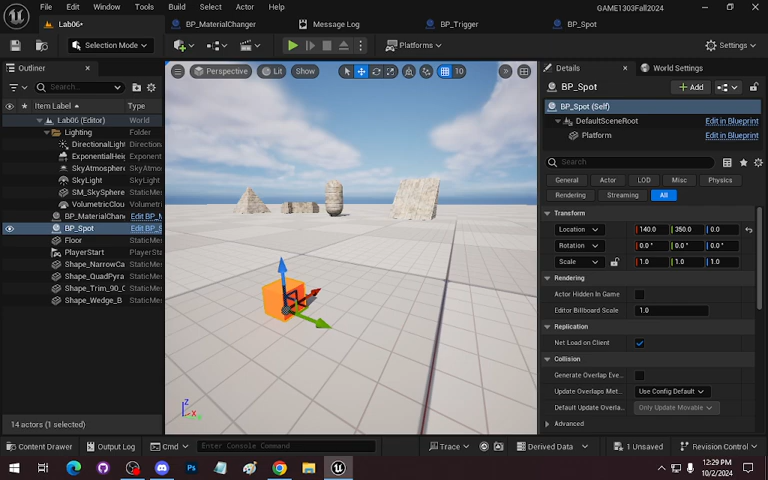 File Edit Window Tools Build Select Actor Help GAME1303Fall2024
Lab06* BP_MaterialChanger Message Log BP_Trigger BP_Spot
Selection Mode Platforms Settings
Outliner
Search...
Item Label Type
Lab06 (Editor) World
Lighting Folder
DirectionalLight Direction
ExponentialHeig Exponent
SkyAtmosphere SkyAtmos
SkyLight SkyLight
SM_SkySphere StaticMes
VolumetricClou Volumetri
BP_MaterialChan Edit BP_M
BP_Spot Edit BP_S
Floor StaticMes
PlayerStart PlayerSta
Shape_NarrowCa StaticMes
Shape_QuadPyra StaticMes
Shape_Trim_90_ StaticMes
Shape_Wedge_B StaticMes
14 actors (1 selected)
Perspective Lit Show 10
Z
X
Details World Settings
BP_Spot Add
BP_Spot (Self)
DefaultSceneRoot Edit in Blueprint
Platform Edit in Blueprint
Search
General Actor LOD Misc Physics
Rendering Streaming All
Transform
Location 140.0 350.0 0.0
Rotation 0.0 ° 0.0 ° 0.0 °
Scale 1.0 1.0 1.0
Rendering
Actor Hidden In Game
Editor Billboard Scale 1.0
Replication
Net Load on Client
Collision
Generate Overlap Eve
Update Overlaps Met Use Config Default
Default Update Overla Only Update Movable
Advanced
Content Drawer Output Log Cmd Enter Console Command Trace Derived Data 1 Unsaved Revision Control
12:29 PM
10/2/2024